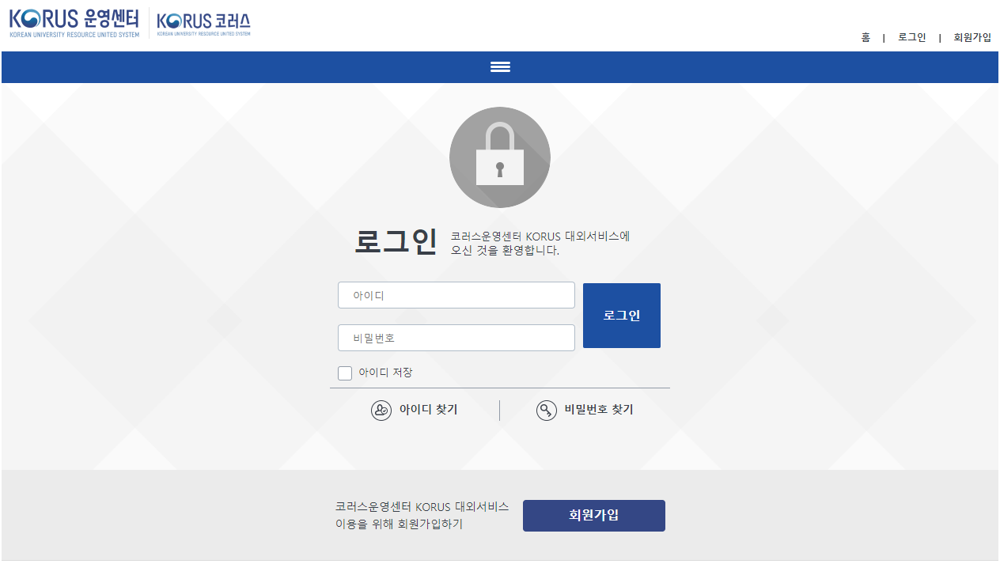 KORUS 운영센터
KOREAN UNIVERSITY RESOURCE UNITED SYSTEM
KORUS 코러스
KOREAN UNIVERSITY RESOURCE UNITED SYSTEM
홈 | 로그인 | 회원가입
로그인
코러스운영센터 KORUS 대외서비스에
오신 것을 환영합니다.
아이디
비밀번호
로그인
아이디 저장
아이디 찾기
비밀번호 찾기
코러스운영센터 KORUS 대외서비스
이용을 위해 회원가입하기
회원가입